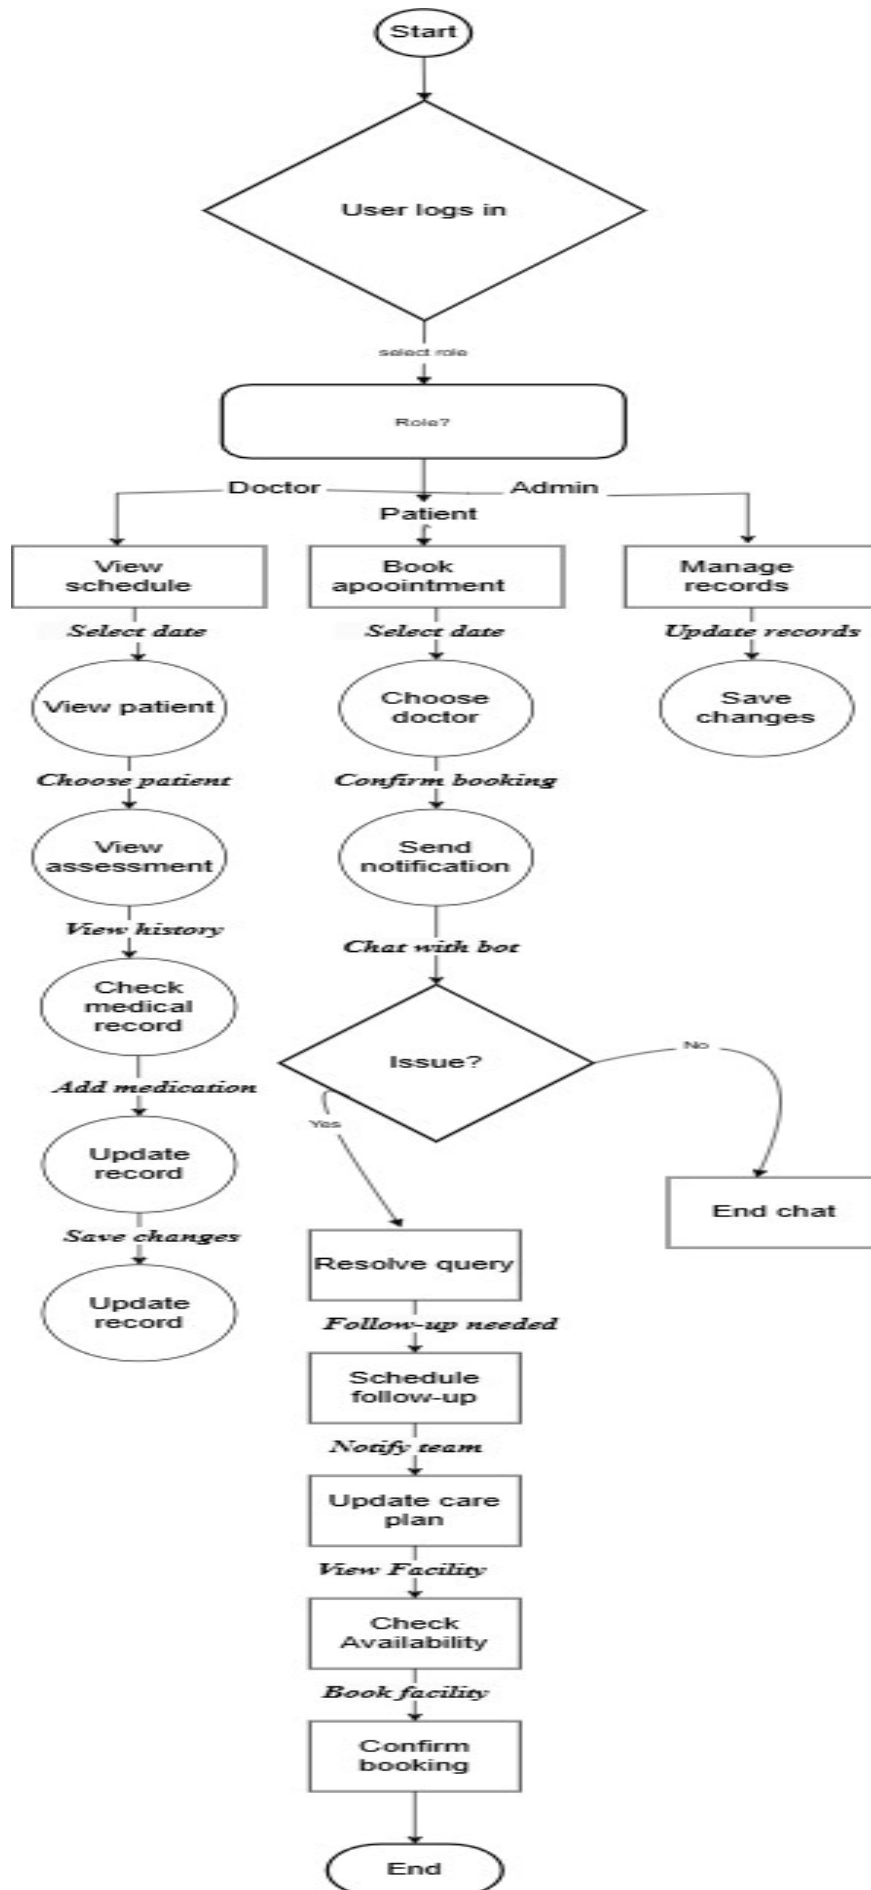 Start
User logs in
select role
Role?
Doctor
Admin
Patient
View
schedule
Book
apoointment
Manage
records
Select date
Select date
Update records
View patient
Choose
doctor
Save
changes
Choose patient
Confirm booking
View
assessment
Send
notification
View history
Chat with bot
Check
medical
record
Issue?
No
Add medication
Yes
Update
record
End chat
Save changes
Resolve query
Update
record
Follow-up needed
Schedule
follow-up
Notify team
Update care
plan
View Facility
Check
Availability
Book facility
Confirm
booking
End